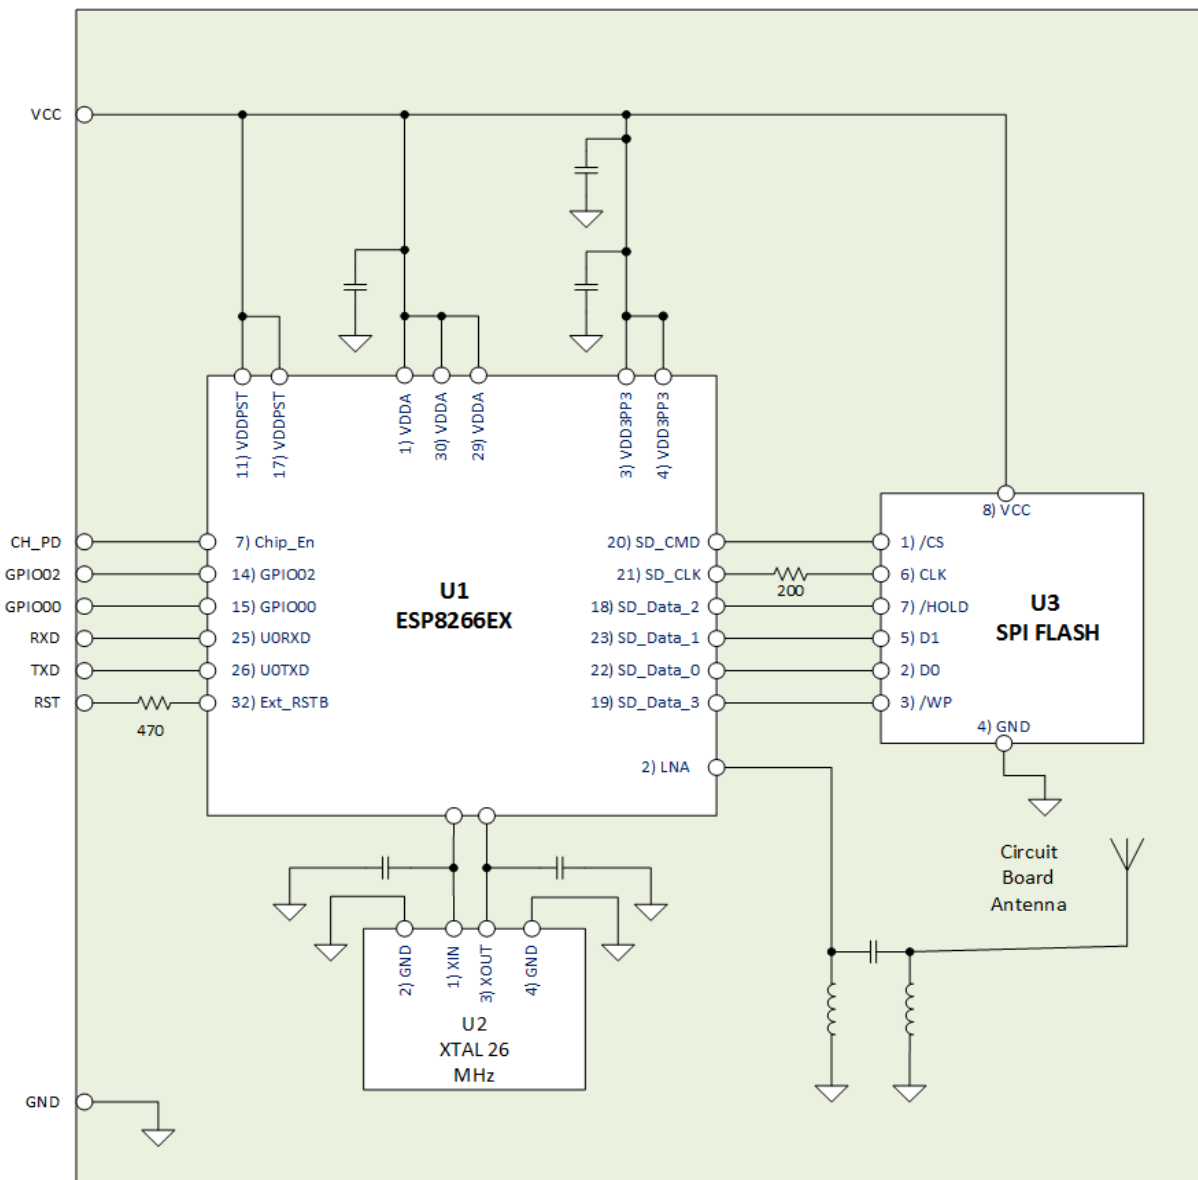 VCC
11) VDDPST
17) VDDPST
1) VDDA
30) VDDA
29) VDDA
3) VDD3PP3
4) VDD3PP3
8) VCC
CH_PD
7) Chip_En
20) SD_CMD
1) /CS
GPIO02
14) GPIO02
21) SD_CLK
200
6) CLK
GPIO00
15) GPIO00
18) SD_Data_2
7) /HOLD
RXD
25) U0RXD
23) SD_Data_1
5) D1
TXD
26) U0TXD
22) SD_Data_0
2) D0
RST
470
32) Ext_RSTB
19) SD_Data_3
3) /WP
U1
ESP8266EX
U3
SPI FLASH
4) GND
2) LNA
Circuit
Board
Antenna
2) GND
1) XIN
3) XOUT
4) GND
U2
XTAL 26
MHz
GND